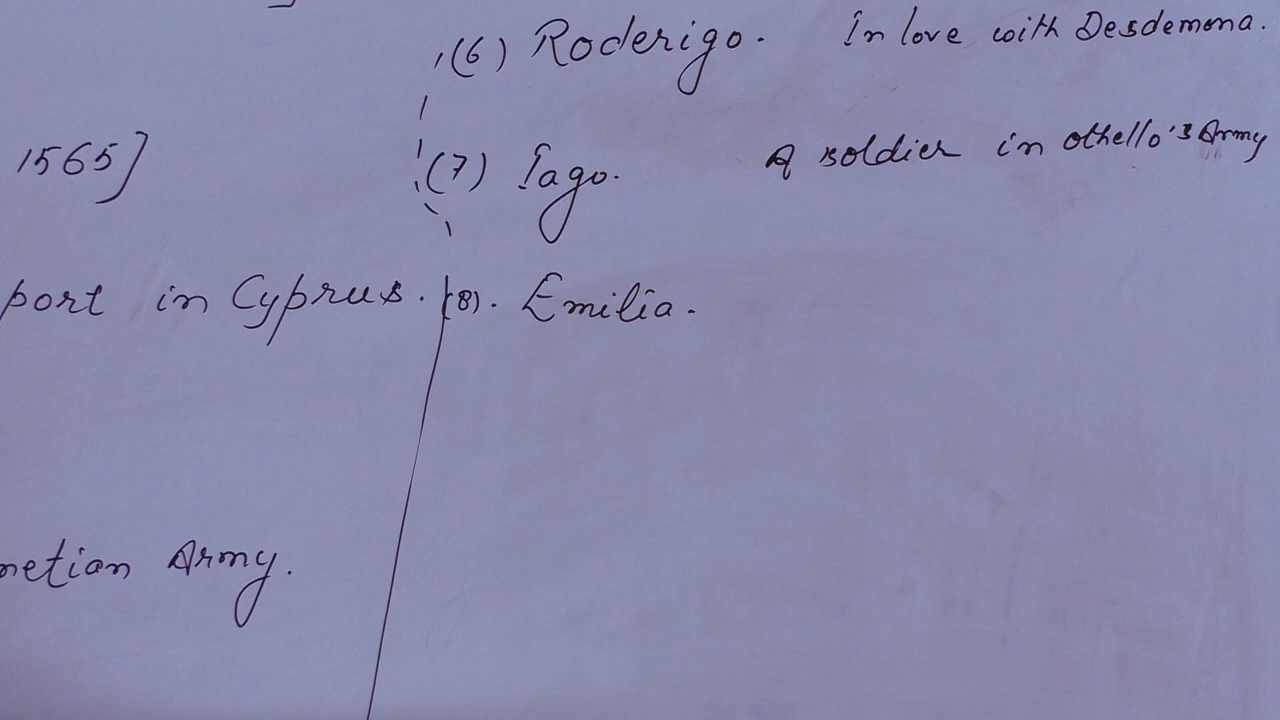 (6) Roderigo. In love with Desdemona.
1565]
(7) Iago. A soldier in Othello's Army
port in Cyprus. (8). Emilia.
netian Army.